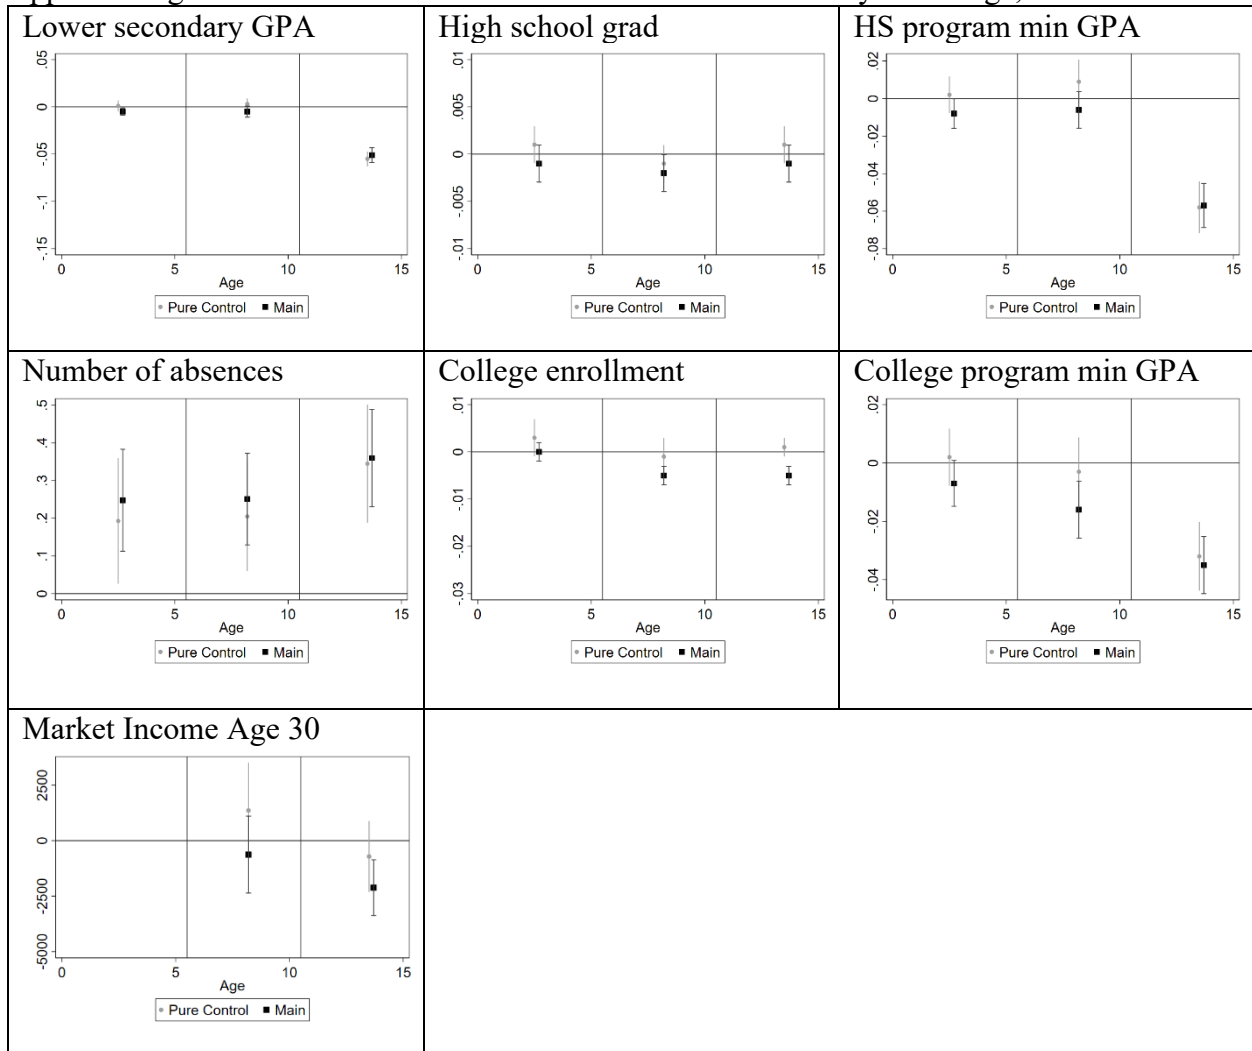 Lower secondary GPA
.05
0
-.05
-.1
-.15
0 5 10 15
Age
Pure Control Main
High school grad
.01
.005
0
-.005
-.01
0 5 10 15
Age
Pure Control Main
HS program min GPA
.02
0
-.02
-.04
-.06
-.08
0 5 10 15
Age
Pure Control Main
Number of absences
.5
.4
.3
.2
.1
0
0 5 10 15
Age
Pure Control Main
College enrollment
.01
0
-.01
-.02
-.03
0 5 10 15
Age
Pure Control Main
College program min GPA
.02
0
-.02
-.04
0 5 10 15
Age
Pure Control Main
Market Income Age 30
2500
0
-2500
-5000
0 5 10 15
Age
Pure Control Main